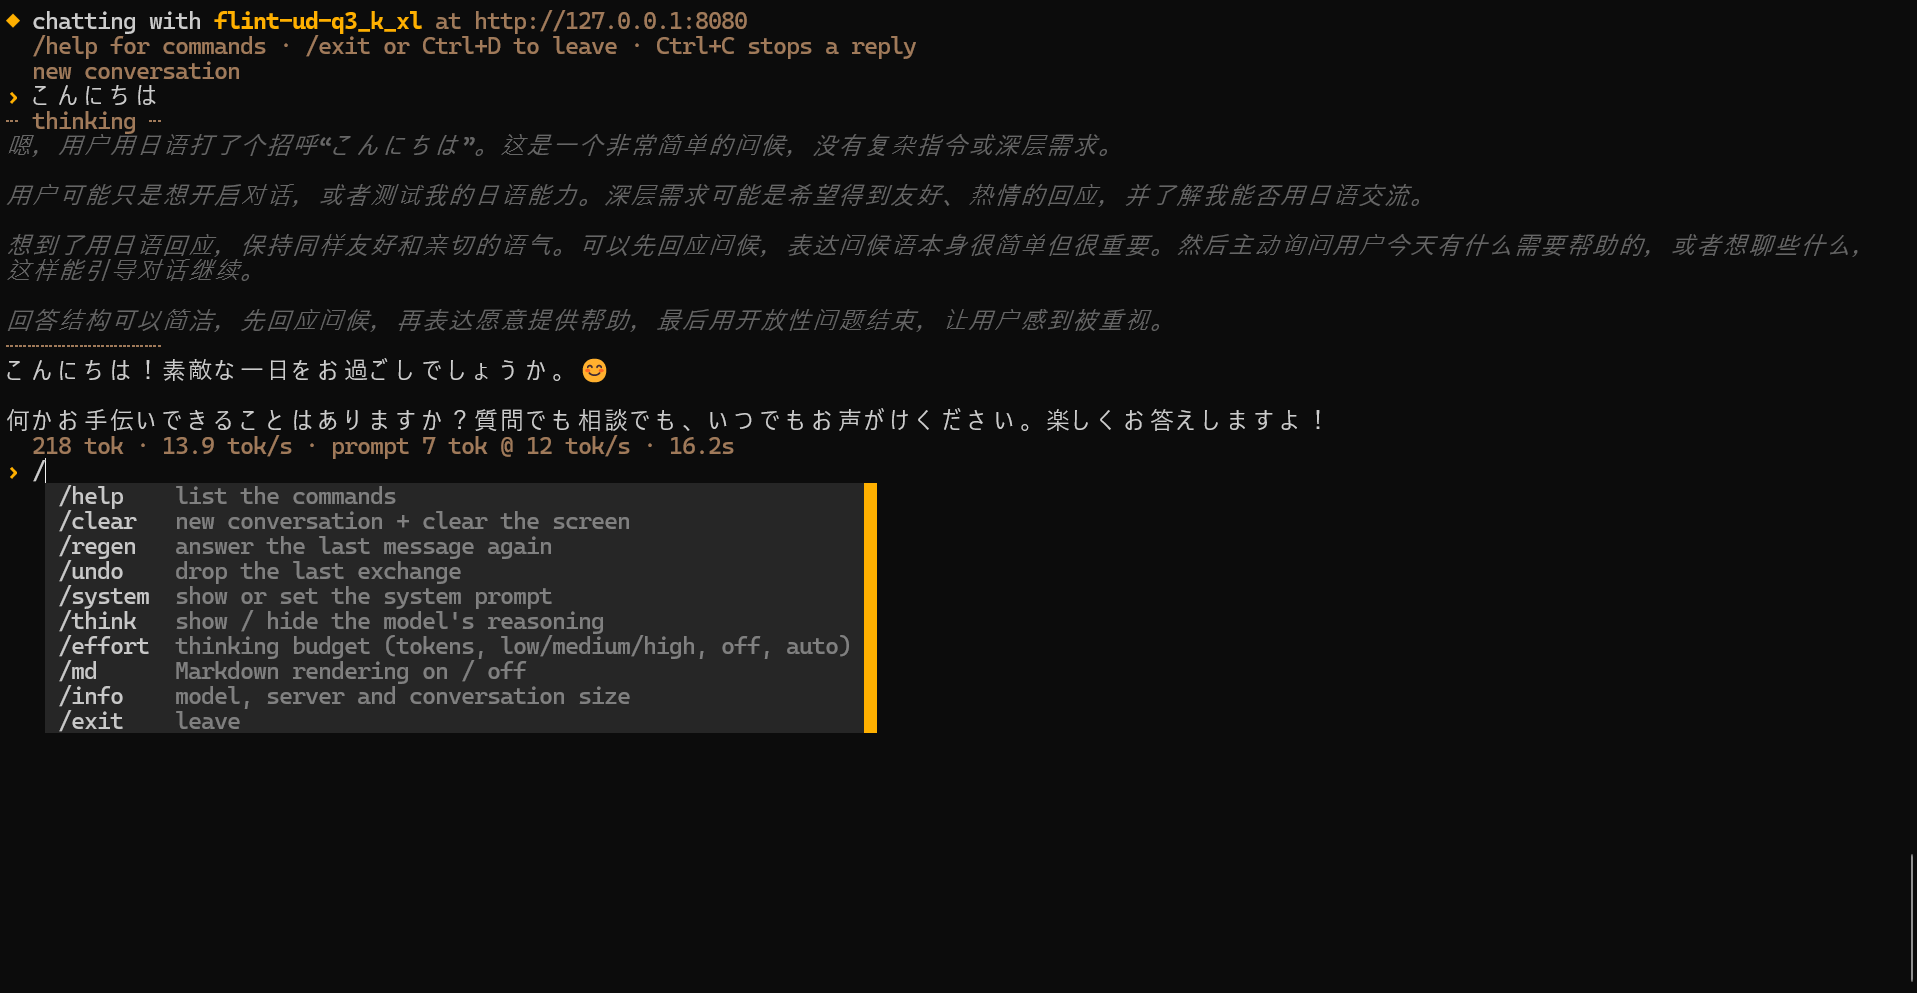 ◆ chatting with flint-ud-q3_k_xl at http://127.0.0.1:8080
/help for commands · /exit or Ctrl+D to leave · Ctrl+C stops a reply
new conversation
› こんにちは
-- thinking --
嗯，用户用日语打了个招呼“こんにちは”。这是一个非常简单的问候，没有复杂指令或深层需求。
用户可能只是想开启对话，或者测试我的日语能力。深层需求可能是希望得到友好、热情的回应，并了解我能否用日语交流。
想到了用日语回应，保持同样友好和亲切的语气。可以先回应问候，表达问候语本身很简单但很重要。然后主动询问用户今天有什么需要帮助的，或者想聊些什么，
这样能引导对话继续。
回答结构可以简洁，先回应问候，再表达愿意提供帮助，最后用开放性问题结束，让用户感到被重视。
こんにちは！素敵な一日をお過ごしでしょうか。😊
何かお手伝いできることはありますか？質問でも相談でも、いつでもお声がけください。楽しくお答えしますよ！
218 tok · 13.9 tok/s · prompt 7 tok @ 12 tok/s · 16.2s
› /
/help list the commands
/clear new conversation + clear the screen
/regen answer the last message again
/undo drop the last exchange
/system show or set the system prompt
/think show / hide the model's reasoning
/effort thinking budget (tokens, low/medium/high, off, auto)
/md Markdown rendering on / off
/info model, server and conversation size
/exit leave